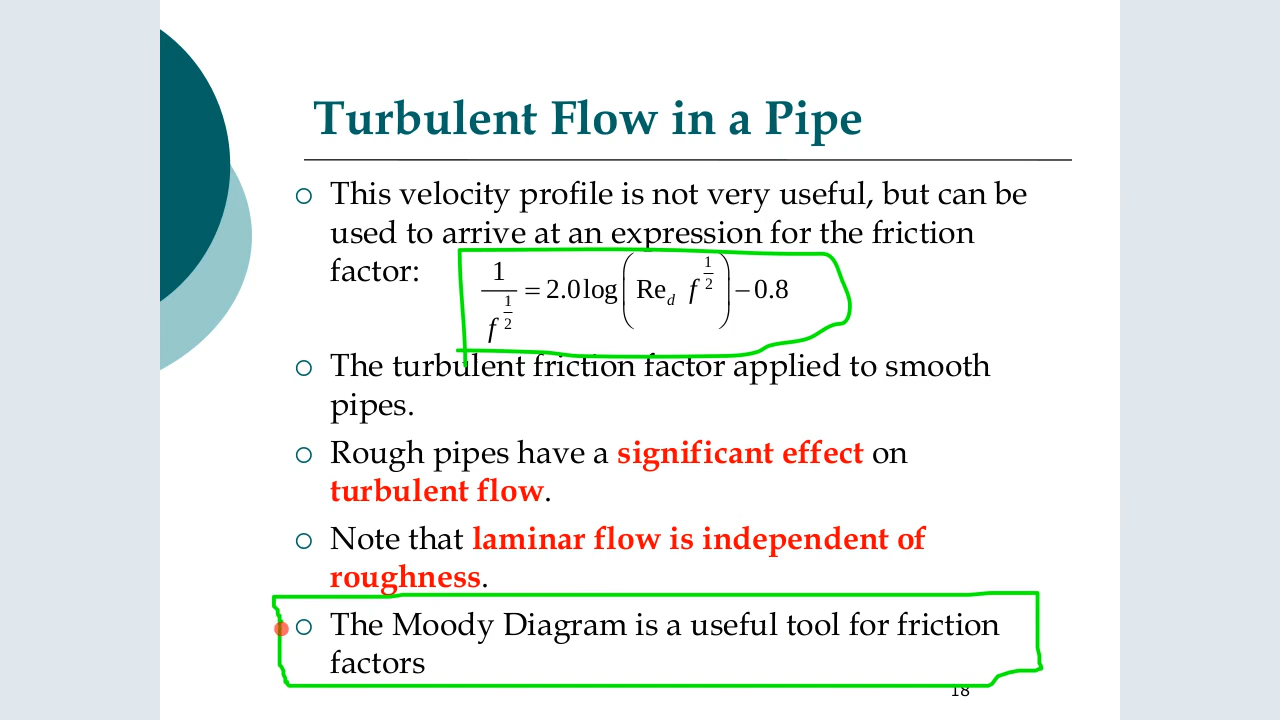 Turbulent Flow in a Pipe
This velocity profile is not very useful, but can be
used to arrive at an expression for the friction
factor:
1 / f^(1/2) = 2.0 log ( Re_d f^(1/2) ) − 0.8
The turbulent friction factor applied to smooth
pipes.
Rough pipes have a significant effect on
turbulent flow.
Note that laminar flow is independent of
roughness.
The Moody Diagram is a useful tool for friction
factors
18